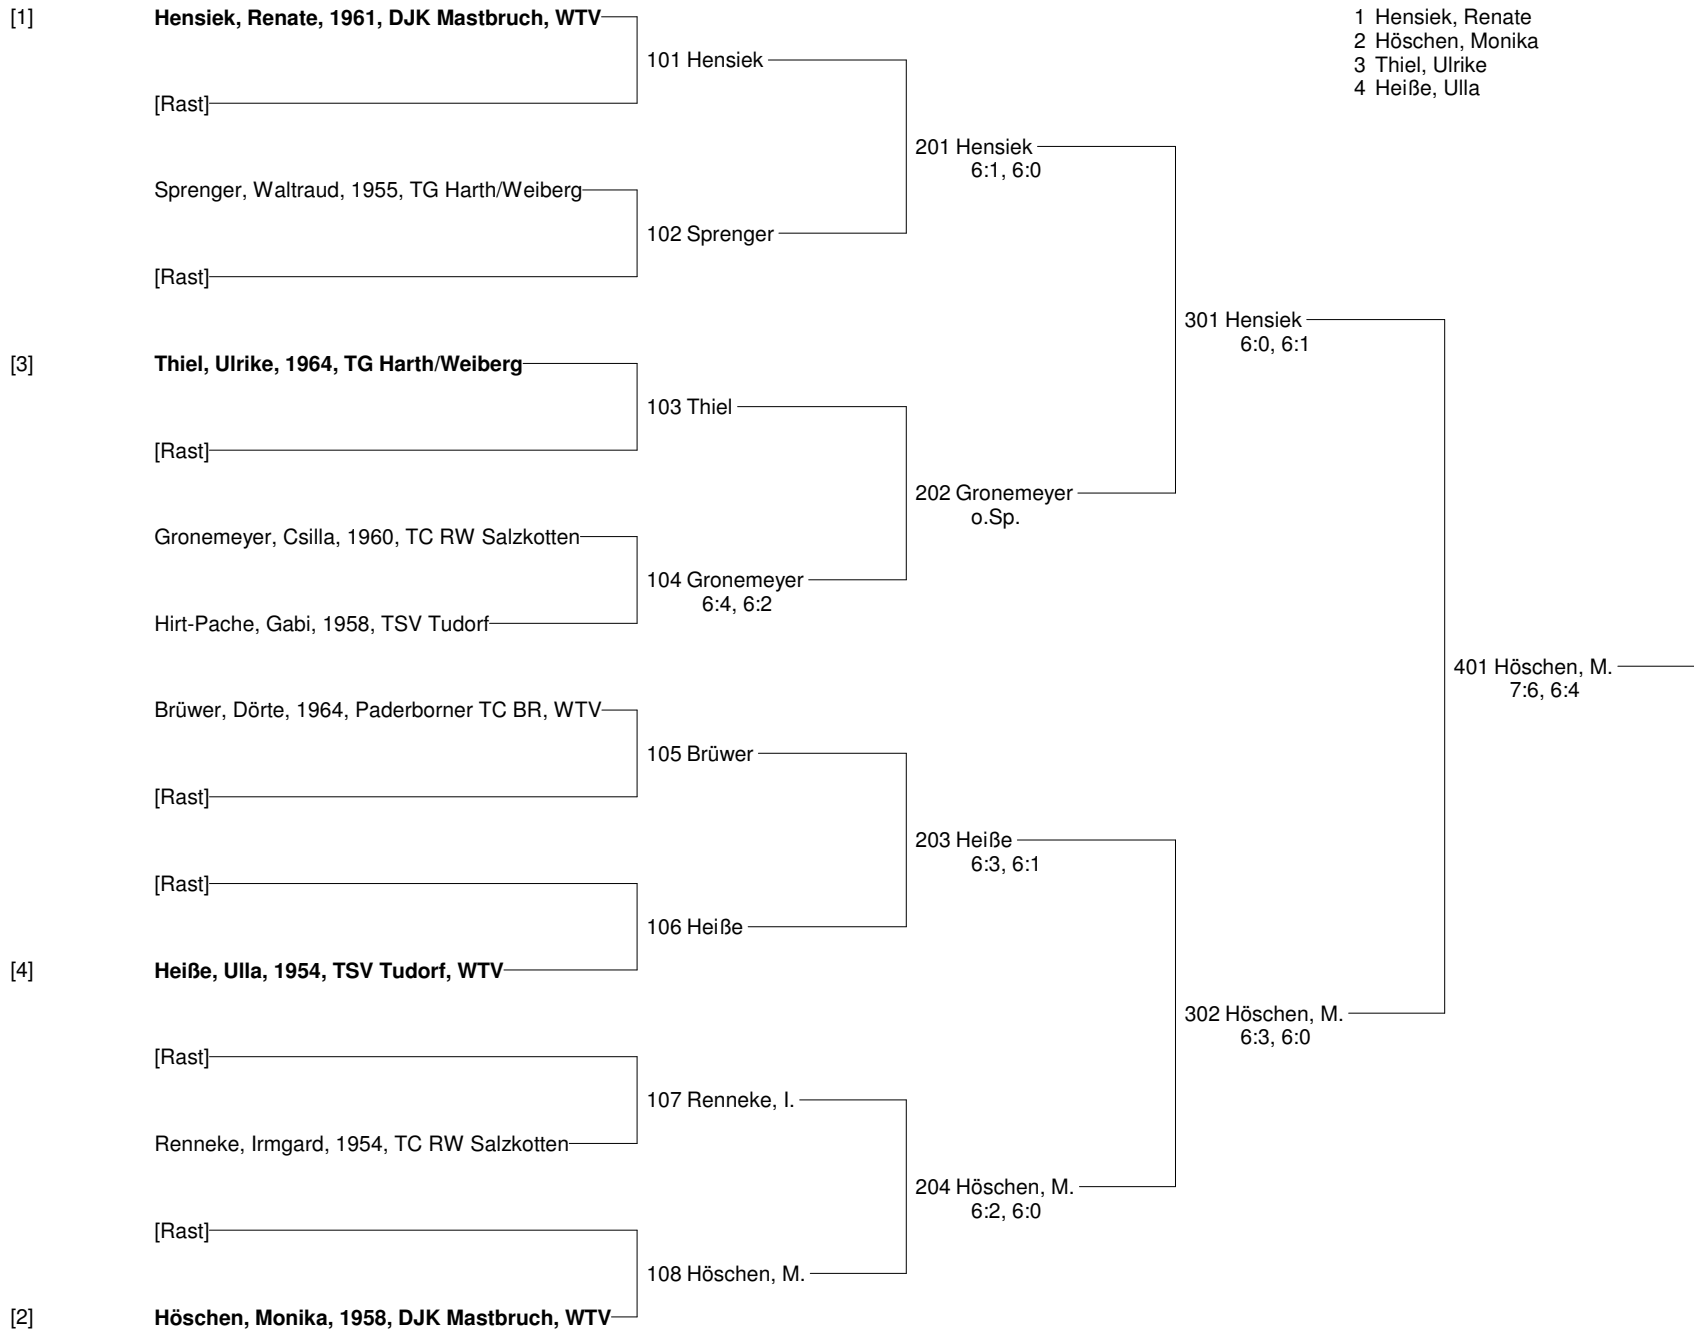 [1] Hensiek, Renate, 1961, DJK Mastbruch, WTV
1 Hensiek, Renate
2 Höschen, Monika
3 Thiel, Ulrike
4 Heiße, Ulla
101 Hensiek
[Rast]
201 Hensiek
6:1, 6:0
Sprenger, Waltraud, 1955, TG Harth/Weiberg
102 Sprenger
[Rast]
301 Hensiek
6:0, 6:1
[3] Thiel, Ulrike, 1964, TG Harth/Weiberg
103 Thiel
[Rast]
202 Gronemeyer
o.Sp.
Gronemeyer, Csilla, 1960, TC RW Salzkotten
104 Gronemeyer
6:4, 6:2
Hirt-Pache, Gabi, 1958, TSV Tudorf
401 Höschen, M.
7:6, 6:4
Brüwer, Dörte, 1964, Paderborner TC BR, WTV
105 Brüwer
[Rast]
203 Heiße
6:3, 6:1
[Rast]
106 Heiße
[4] Heiße, Ulla, 1954, TSV Tudorf, WTV
302 Höschen, M.
6:3, 6:0
[Rast]
107 Renneke, I.
Renneke, Irmgard, 1954, TC RW Salzkotten
204 Höschen, M.
6:2, 6:0
[Rast]
108 Höschen, M.
[2] Höschen, Monika, 1958, DJK Mastbruch, WTV